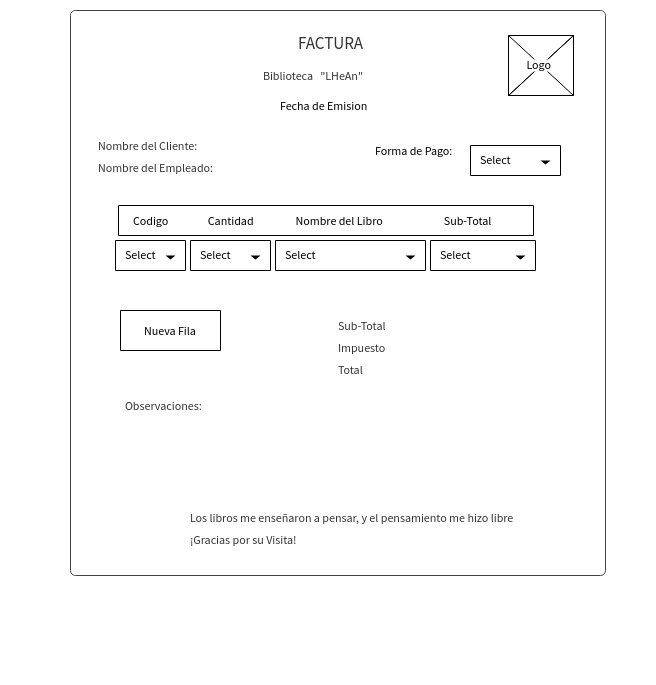 FACTURA
Biblioteca "LHeAn"
Logo
Fecha de Emision
Nombre del Cliente:
Nombre del Empleado:
Forma de Pago:
Select
Codigo Cantidad Nombre del Libro Sub-Total
Select Select Select Select
Nueva Fila
Sub-Total
Impuesto
Total
Observaciones:
Los libros me enseñaron a pensar, y el pensamiento me hizo libre
¡Gracias por su Visita!